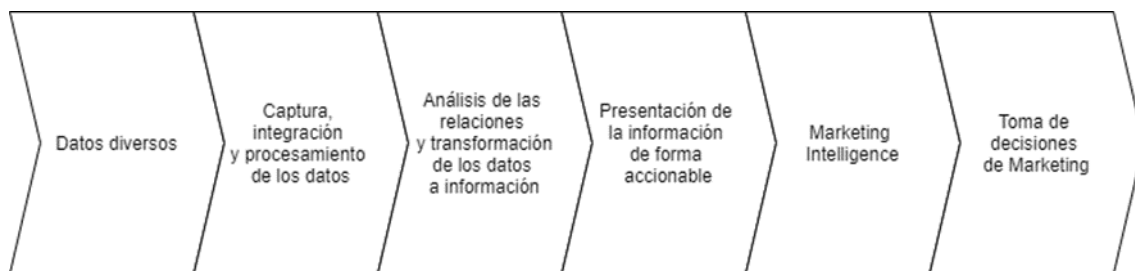 Datos diversos
Captura,
integración
y procesamiento
de los datos
Análisis de las
relaciones
y transformación
de los datos
a información
Presentación de
la información
de forma
accionable
Marketing
Intelligence
Toma de
decisiones
de Marketing